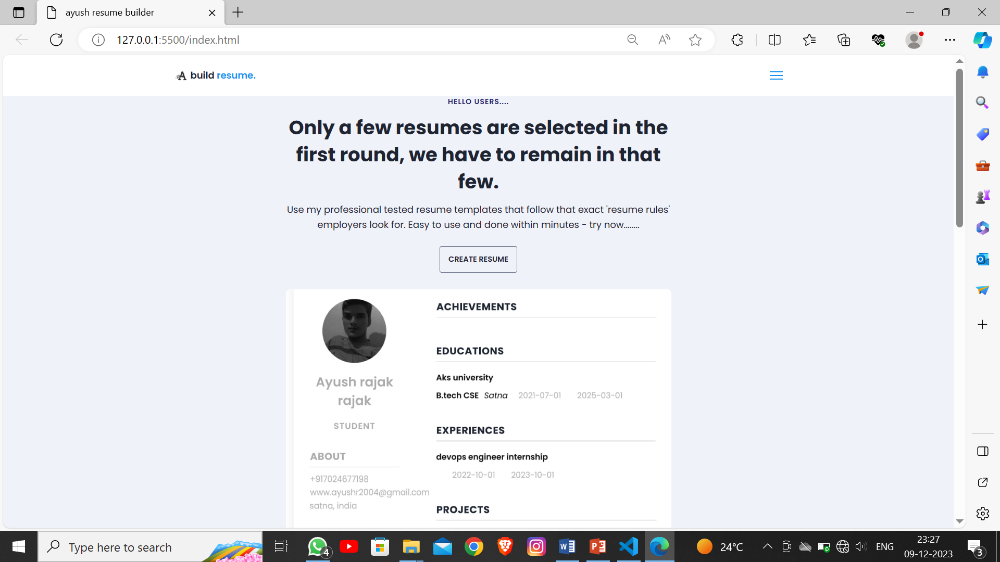 ayush resume builder
127.0.0.1:5500/index.html
build resume.
HELLO USERS....
Only a few resumes are selected in the
first round, we have to remain in that
few.
Use my professional tested resume templates that follow that exact 'resume rules'
employers look for. Easy to use and done within minutes - try now........
CREATE RESUME
Ayush rajak
rajak
STUDENT
ABOUT
+917024677198
www.ayushr2004@gmail.com
satna, india
ACHIEVEMENTS
EDUCATIONS
Aks university
B.tech CSE Satna 2021-07-01 2025-03-01
EXPERIENCES
devops engineer internship
2022-10-01 2023-10-01
PROJECTS
Type here to search
4
24°C
ENG
23:27
09-12-2023
3